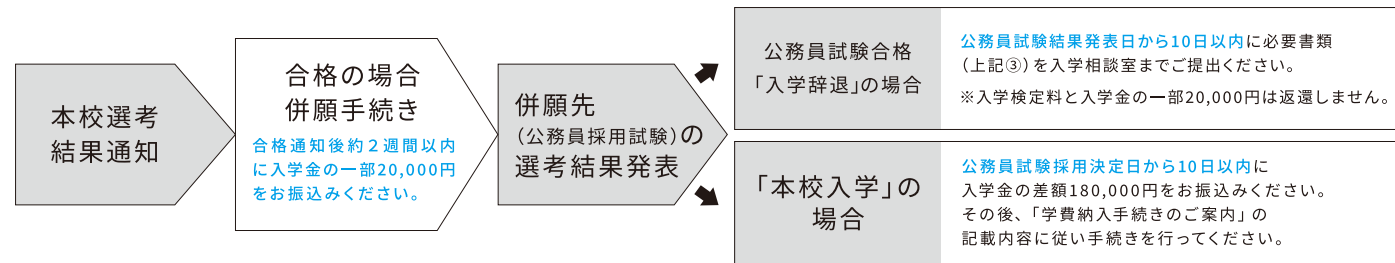 本校選考
結果通知
合格の場合
併願手続き
合格通知後約２週間以内
に入学金の一部20,000円
をお振込みください。
併願先
（公務員採用試験）の
選考結果発表
公務員試験合格
「入学辞退」の場合
公務員試験結果発表日から10日以内に必要書類
（上記③）を入学相談室までご提出ください。
※入学検定料と入学金の一部20,000円は返還しません。
「本校入学」の
場合
公務員試験採用決定日から10日以内に
入学金の差額180,000円をお振込みください。
その後、「学費納入手続きのご案内」の
記載内容に従い手続きを行ってください。